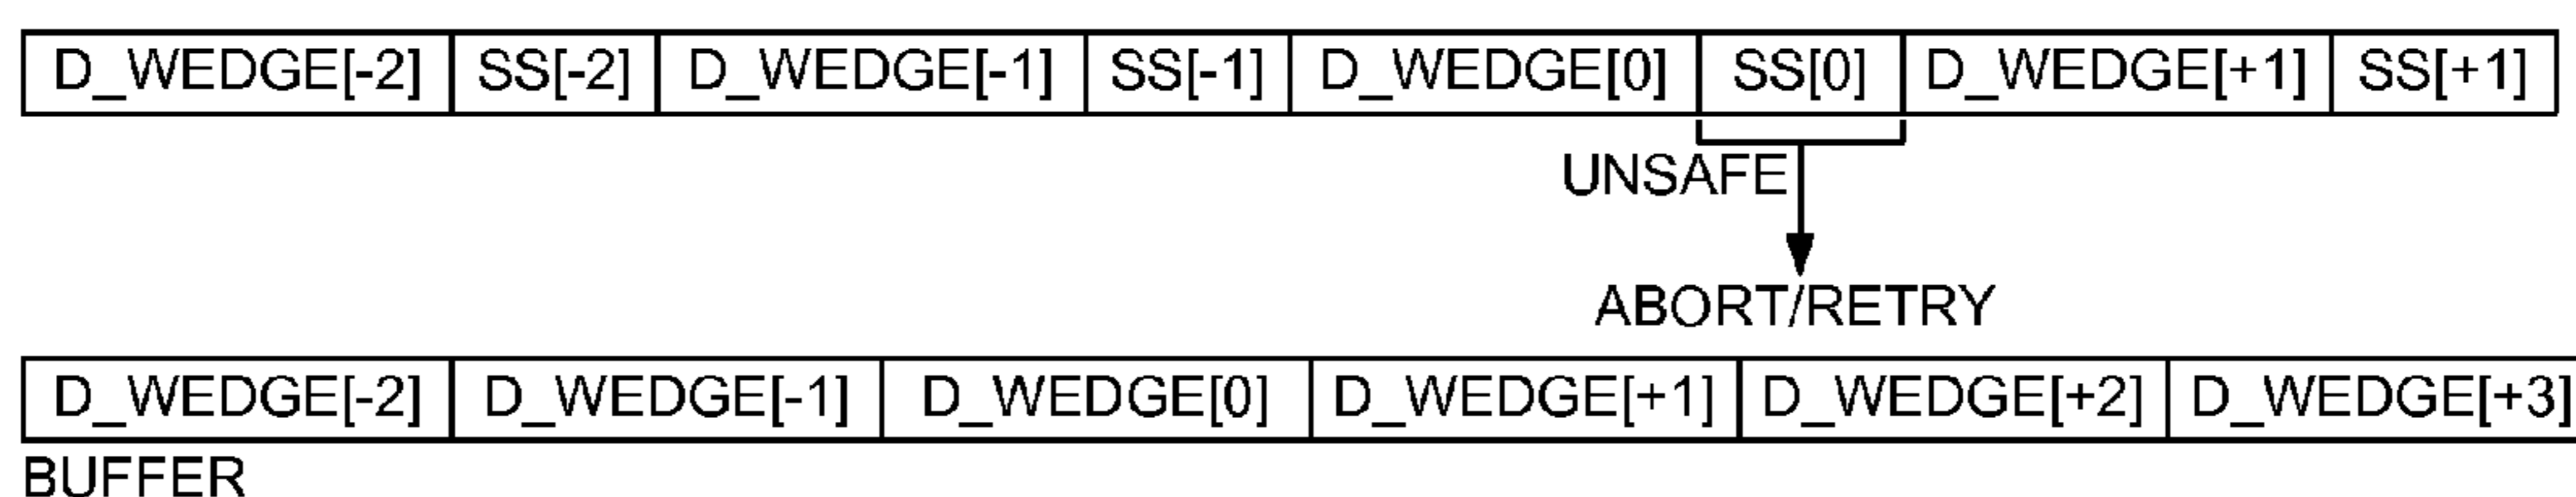 D_WEDGE[-2] SS[-2] D_WEDGE[-1] SS[-1] D_WEDGE[0] SS[0] D_WEDGE[+1] SS[+1]
UNSAFE
ABORT/RETRY
D_WEDGE[-2] D_WEDGE[-1] D_WEDGE[0] D_WEDGE[+1] D_WEDGE[+2] D_WEDGE[+3]
BUFFER